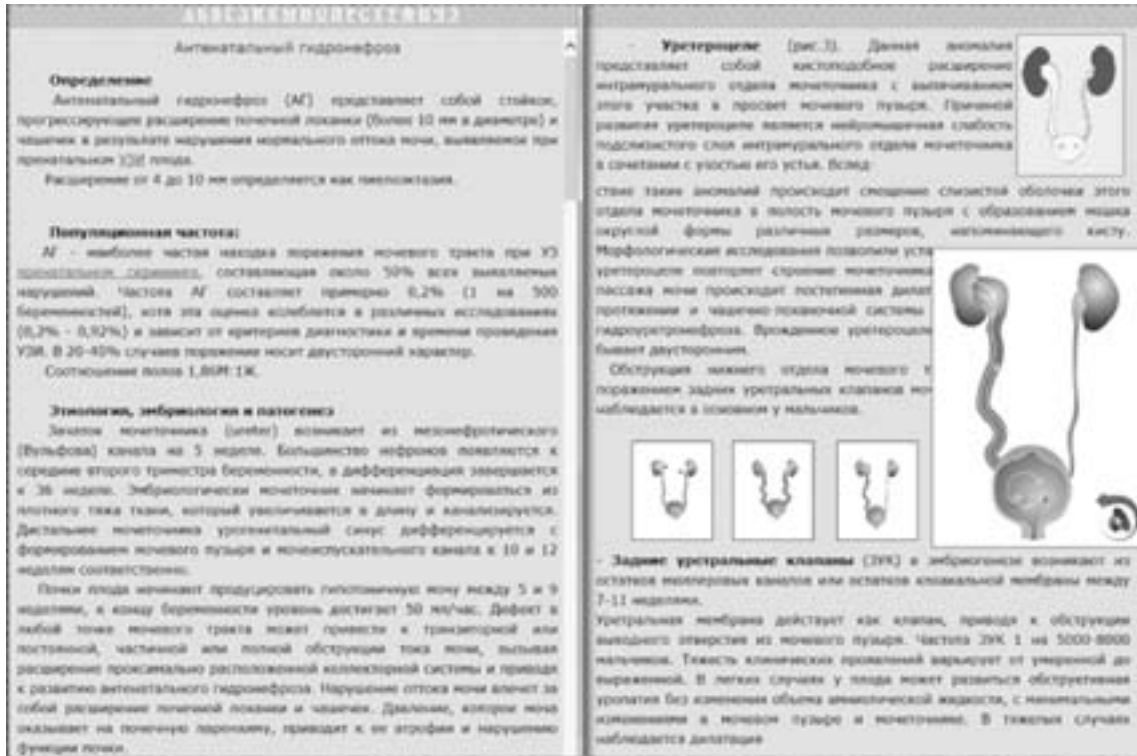 Антенатальный гидронефроз
Определение
Антенатальный гидронефроз (АГ) представляет собой стойкое,
прогрессирующее расширение почечной лоханки (более 10 мм в диаметре) и
чашечек в результате нарушения нормального оттока мочи, выявляемое при
пренатальном УЗИ плода.
Расширение от 4 до 10 мм определяется как пиелоэктазия.
Популяционная частота:
АГ - наиболее частая находка поражения мочевого тракта при УЗ
пренатальном скрининге, составляющая около 50% всех выявляемых
нарушений. Частота АГ составляет примерно 0,2% (1 на 500
беременностей), хотя эта оценка колеблется в различных исследованиях
(0,2% - 0,92%) и зависит от критериев диагностики и времени проведения
УЗИ. В 20-40% случаев поражение носит двусторонний характер.
Соотношение полов 1,86М:1Ж.
Этиология, эмбриология и патогенез
Зачаток мочеточника (ureter) возникает из мезонефротического
(Вульфова) канала на 5 неделе. Большинство нефронов появляются к
середине второго триместра беременности, а дифференциация завершается
к 36 неделе. Эмбриологически мочеточник начинает формироваться из
плотного тяжа ткани, который увеличивается в длину и канализируется.
Дистальнее мочеточника урогенитальный синус дифференцируется с
формированием мочевого пузыря и мочеиспускательного канала к 10 и 12
неделям соответственно.
Почки плода начинают продуцировать гипотоничную мочу между 5 и 9
неделями, к концу беременности уровень достигает 50 мл/час. Дефект в
любой точке мочевого тракта может привести к транзиторной или
постоянной, частичной или полной обструкции тока мочи, вызывая
расширение проксимально расположенной коллекторной системы и приводя
к развитию антенатального гидронефроза. Нарушение оттока мочи влечет за
собой расширение почечной лоханки и чашечек. Давление, которое моча
оказывает на почечную паренхиму, приводит к ее атрофии и нарушению
функции почки.
- Уретероцеле (рис.3). Данная аномалия
представляет собой кистоподобное расширение
интрамурального отдела мочеточника с выпячиванием
этого участка в просвет мочевого пузыря. Причиной
развития уретероцеле является нейромышечная слабость
подслизистого слоя интрамурального отдела мочеточника
в сочетании с узостью его устья. Вслед
ствие такие аномалий происходит смещение слизистой оболочки этого
отдела мочеточника в полость мочевого пузыря с образованием мешка
округлой формы различных размеров, напоминающего кисту.
Морфологические исследования позволили уста
уретероцеле повторяет строение мочеточника
пассажа мочи происходит постепенная дилат
протяжении и чашечно-лоханочной системы
гидроуретронефроза. Врожденное уретероцеле
бывает двусторонним.
Обструкция нижнего отдела мочевого т
поражением задних уретральных клапанов моч
наблюдается в основном у мальчиков.
- Задние уретральные клапаны (ЗУК) в эмбриогенезе возникают из
остатков мюллеровых каналов или остатков клоакальной мембраны между
7-11 неделями.
Уретральная мембрана действует как клапан, приводя к обструкции
выходного отверстия из мочевого пузыря. Частота ЗУК 1 на 5000-8000
мальчиков. Тяжесть клинических проявлений варьирует от умеренной до
выраженной. В легких случаях у плода может развиться обструктивная
уропатия без изменения объема амниотической жидкости, с минимальными
изменениями в мочевом пузыре и мочеточнике. В тяжелых случаях
наблюдается дилатация